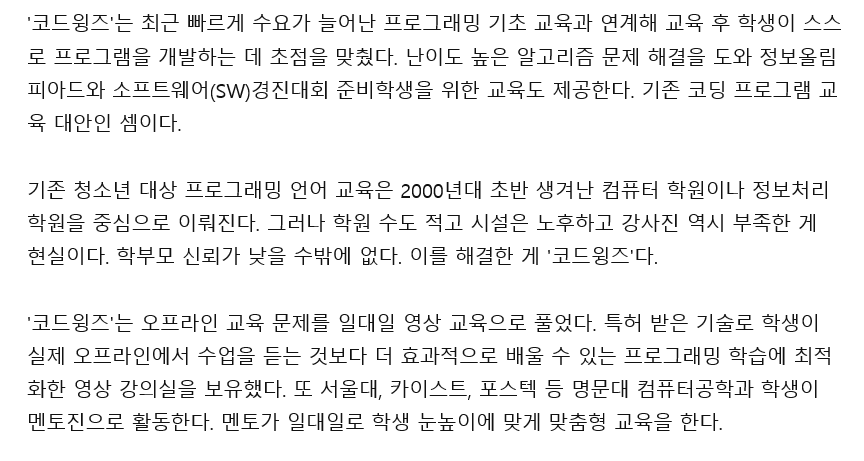 '코드윙즈'는 최근 빠르게 수요가 늘어난 프로그래밍 기초 교육과 연계해 교육 후 학생이 스스
로 프로그램을 개발하는 데 초점을 맞췄다. 난이도 높은 알고리즘 문제 해결을 도와 정보올림
피아드와 소프트웨어(SW)경진대회 준비학생을 위한 교육도 제공한다. 기존 코딩 프로그램 교
육 대안인 셈이다.
기존 청소년 대상 프로그래밍 언어 교육은 2000년대 초반 생겨난 컴퓨터 학원이나 정보처리
학원을 중심으로 이뤄진다. 그러나 학원 수도 적고 시설은 노후하고 강사진 역시 부족한 게
현실이다. 학부모 신뢰가 낮을 수밖에 없다. 이를 해결한 게 '코드윙즈'다.
'코드윙즈'는 오프라인 교육 문제를 일대일 영상 교육으로 풀었다. 특허 받은 기술로 학생이
실제 오프라인에서 수업을 듣는 것보다 더 효과적으로 배울 수 있는 프로그래밍 학습에 최적
화한 영상 강의실을 보유했다. 또 서울대, 카이스트, 포스텍 등 명문대 컴퓨터공학과 학생이
멘토진으로 활동한다. 멘토가 일대일로 학생 눈높이에 맞게 맞춤형 교육을 한다.